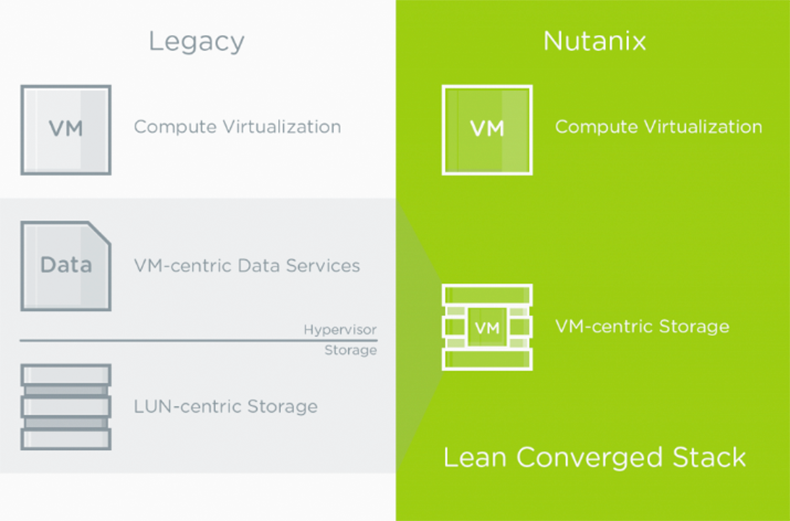 Legacy
VM
Compute Virtualization
Data
VM-centric Data Services
Hypervisor
Storage
LUN-centric Storage
Nutanix
VM
Compute Virtualization
VM
VM-centric Storage
Lean Converged Stack